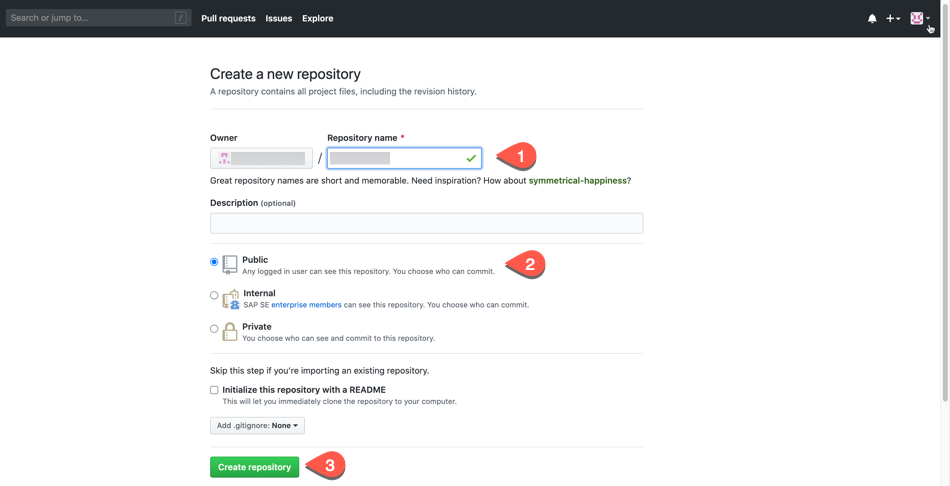 Search or jump to... /
Pull requests Issues Explore
Create a new repository
A repository contains all project files, including the revision history.
Owner Repository name *
/
1
Great repository names are short and memorable. Need inspiration? How about symmetrical-happiness?
Description (optional)
Public
Any logged in user can see this repository. You choose who can commit.
2
Internal
SAP SE enterprise members can see this repository. You choose who can commit.
Private
You choose who can see and commit to this repository.
Skip this step if you're importing an existing repository.
Initialize this repository with a README
This will let you immediately clone the repository to your computer.
Add .gitignore: None
Create repository
3